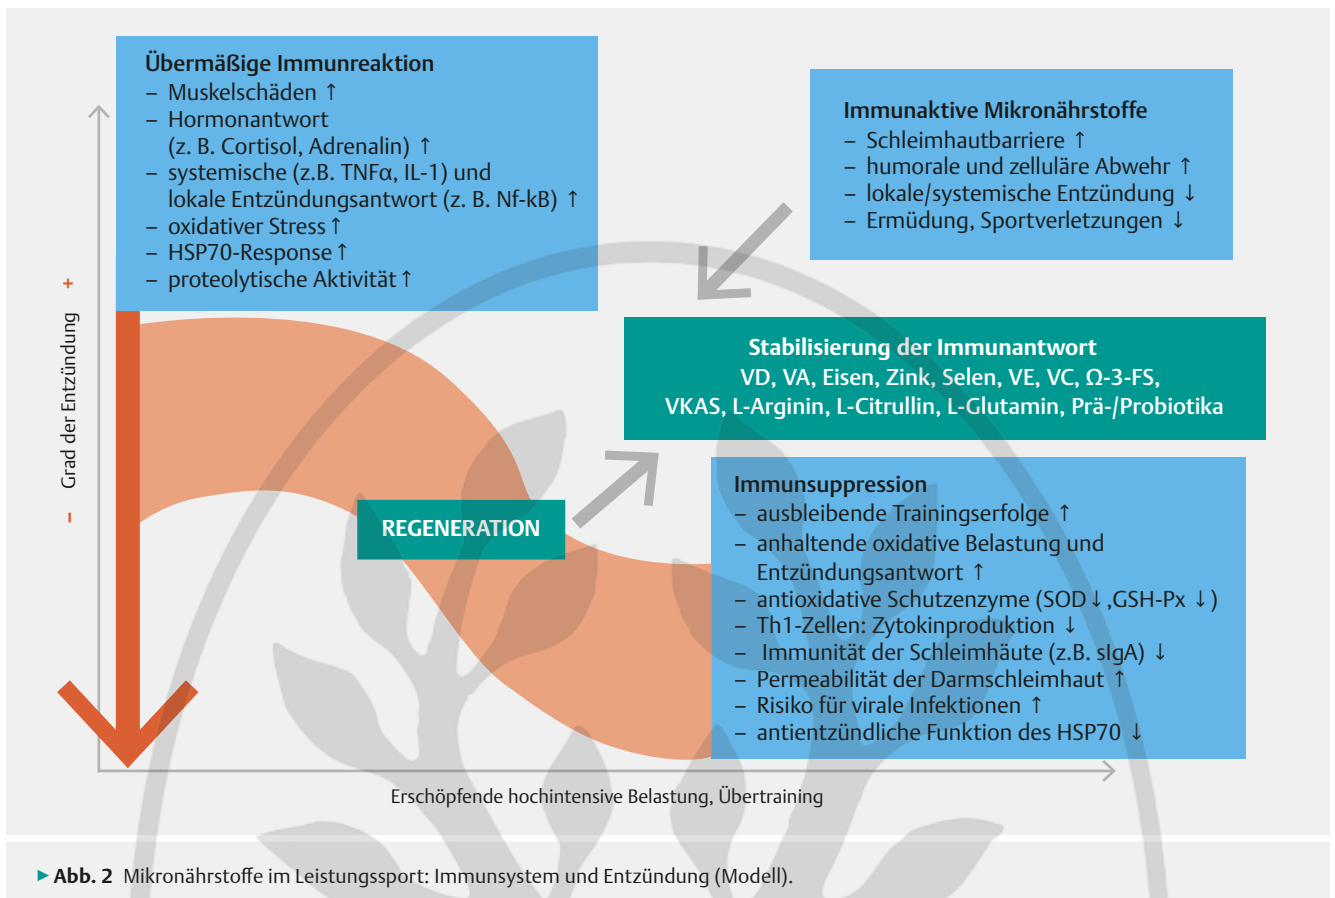 Übermäßige Immunreaktion
– Muskelschäden ↑
– Hormonantwort
(z. B. Cortisol, Adrenalin) ↑
– systemische (z.B. TNFα, IL-1) und
lokale Entzündungsantwort (z. B. Nf-kB) ↑
– oxidativer Stress ↑
– HSP70-Response ↑
– proteolytische Aktivität ↑
Immunaktive Mikronährstoffe
– Schleimhautbarriere ↑
– humorale und zelluläre Abwehr ↑
– lokale/systemische Entzündung ↓
– Ermüdung, Sportverletzungen ↓
– Grad der Entzündung +
Stabilisierung der Immunantwort
VD, VA, Eisen, Zink, Selen, VE, VC, Ω-3-FS,
VKAS, L-Arginin, L-Citrullin, L-Glutamin, Prä-/Probiotika
REGENERATION
Immunsuppression
– ausbleibende Trainingserfolge ↑
– anhaltende oxidative Belastung und
Entzündungsantwort ↑
– antioxidative Schutzenzyme (SOD↓,GSH-Px ↓)
– Th1-Zellen: Zytokinproduktion ↓
– Immunität der Schleimhäute (z.B. sIgA) ↓
– Permeabilität der Darmschleimhaut ↑
– Risiko für virale Infektionen ↑
– antientzündliche Funktion des HSP70 ↓
Erschöpfende hochintensive Belastung, Übertraining
▶ Abb. 2 Mikronährstoffe im Leistungssport: Immunsystem und Entzündung (Modell).